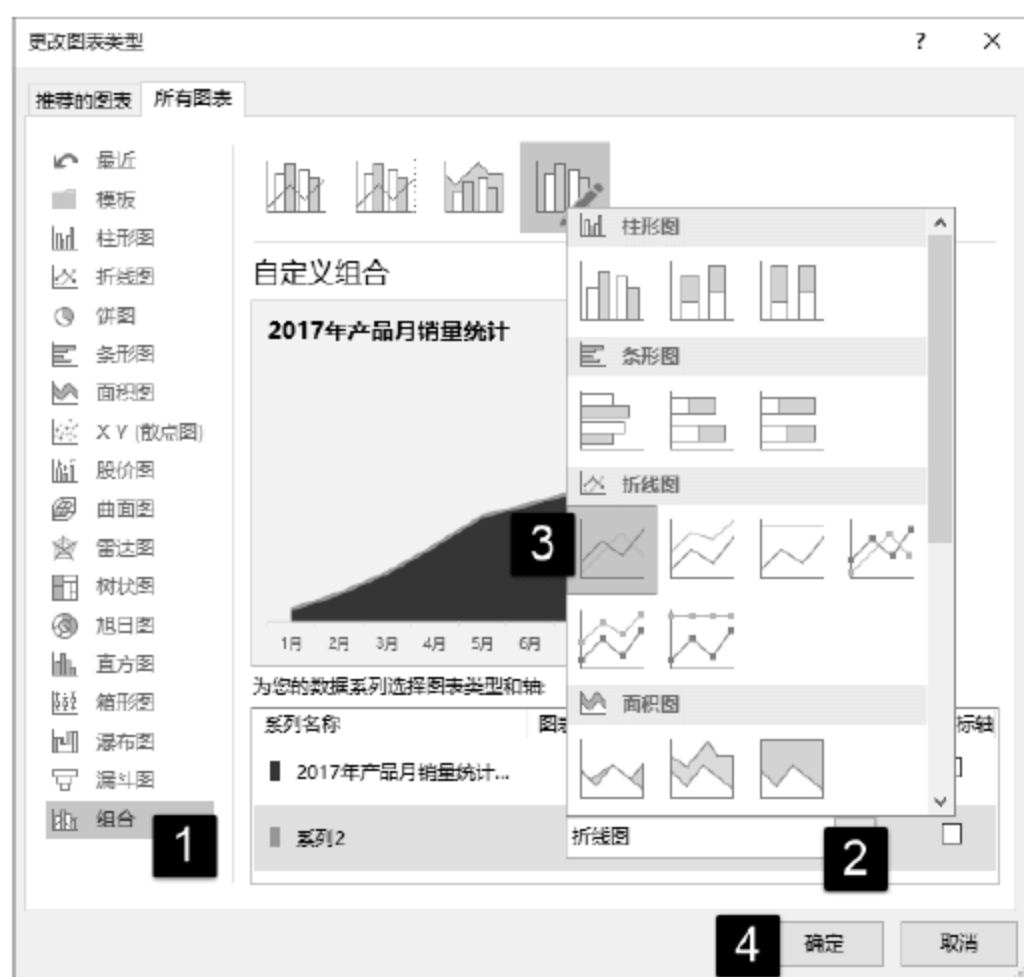 更改图表类型
?
×
推荐的图表
所有图表
最近
模板
柱形图
折线图
饼图
条形图
面积图
X Y (散点图)
股价图
曲面图
雷达图
树状图
旭日图
直方图
箱形图
瀑布图
漏斗图
组合
1
自定义组合
2017年产品月销量统计
1月 2月 3月 4月 5月 6月
柱形图
条形图
折线图
3
面积图
为您的数据系列选择图表类型和轴:
系列名称
图表
标轴
2017年产品月销量统计...
系列2
折线图
2
4
确定
取消